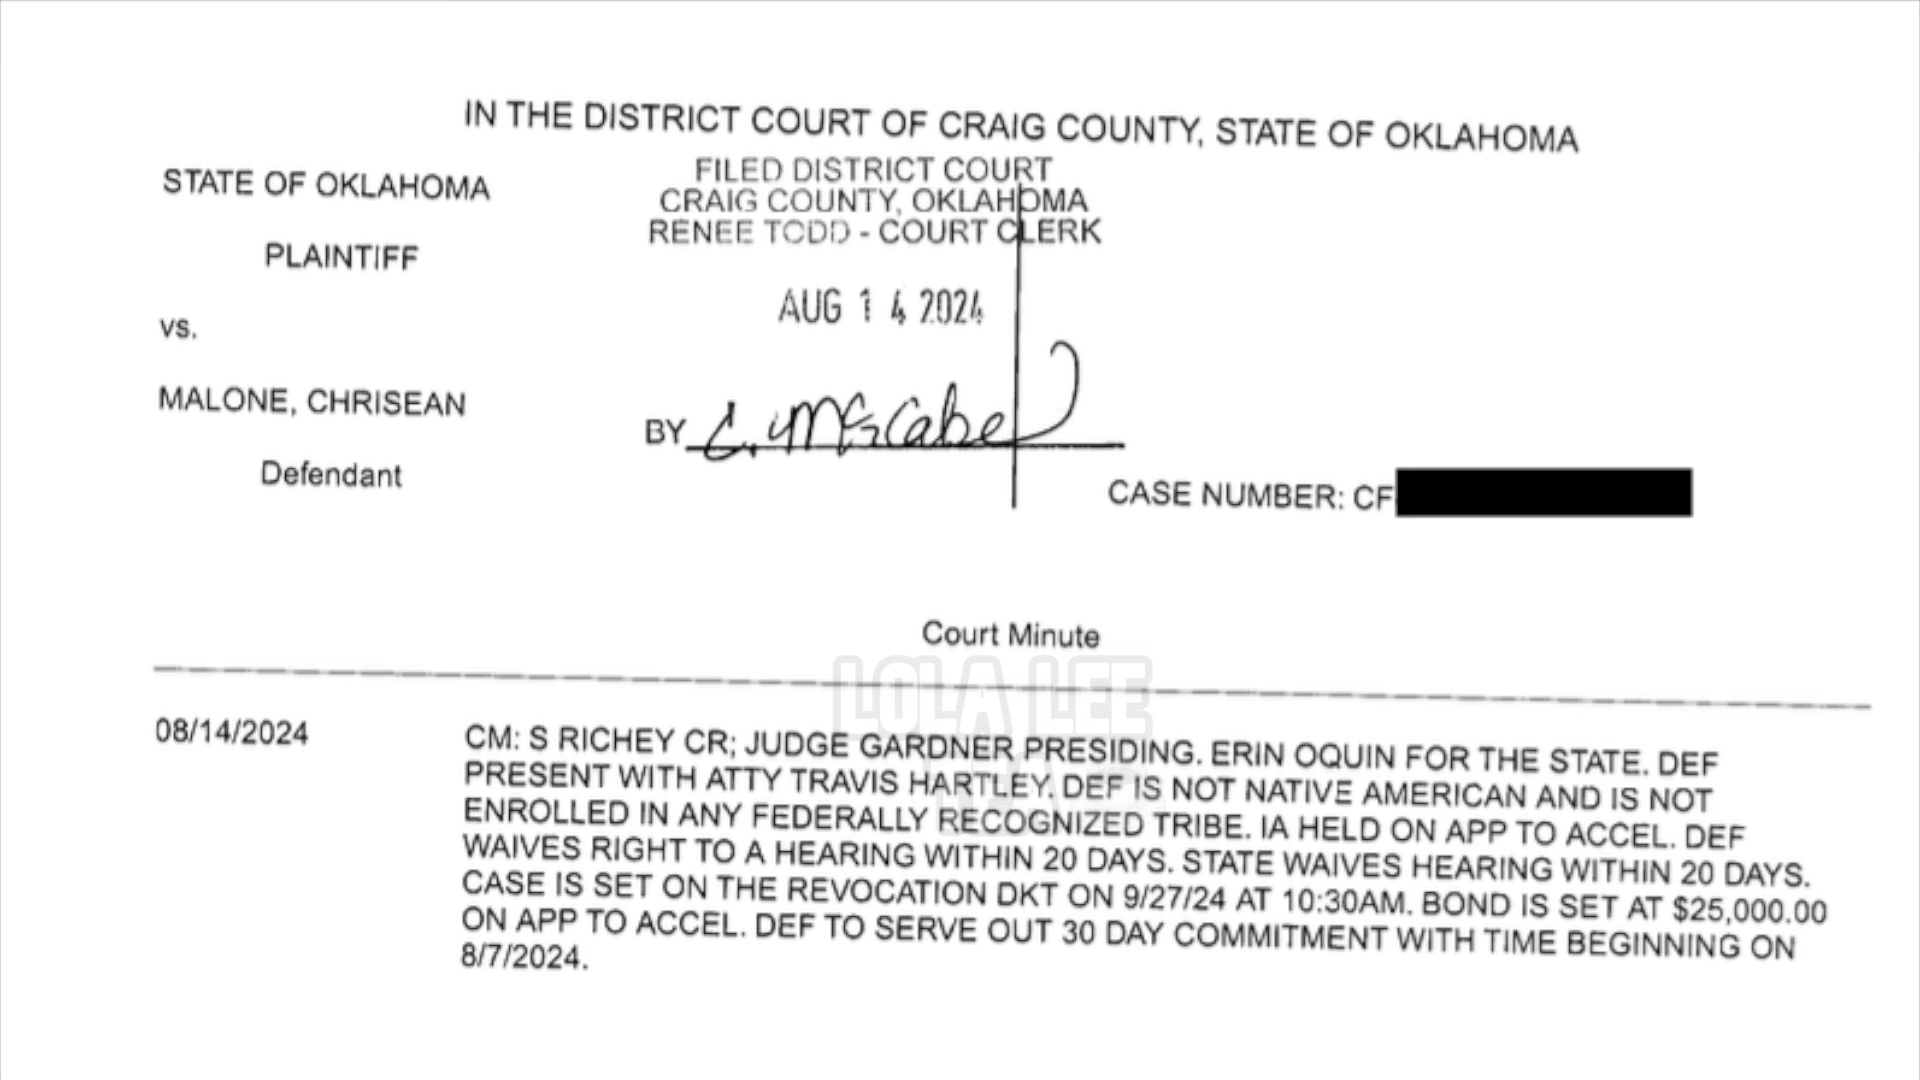 IN THE DISTRICT COURT OF CRAIG COUNTY, STATE OF OKLAHOMA
FILED DISTRICT COURT
STATE OF OKLAHOMA
CRAIG COUNTY, OKLAHOMA
RENEE TODD - COURT CLERK
PLAINTIFF
AUG 14 2024
vs.
MALONE, CHRISEAN
BY C. McCabe
Defendant
CASE NUMBER: CF
Court Minute
LOLA LEE
08/14/2024
CM: S RICHEY CR; JUDGE GARDNER PRESIDING. ERIN OQUIN FOR THE STATE. DEF
PRESENT WITH ATTY TRAVIS HARTLEY. DEF IS NOT NATIVE AMERICAN AND IS NOT
ENROLLED IN ANY FEDERALLY RECOGNIZED TRIBE. IA HELD ON APP TO ACCEL. DEF
WAIVES RIGHT TO A HEARING WITHIN 20 DAYS. STATE WAIVES HEARING WITHIN 20 DAYS.
CASE IS SET ON THE REVOCATION DKT ON 9/27/24 AT 10:30AM. BOND IS SET AT $25,000.00
ON APP TO ACCEL. DEF TO SERVE OUT 30 DAY COMMITMENT WITH TIME BEGINNING ON
8/7/2024.